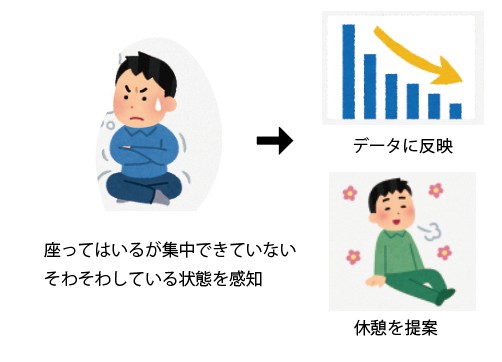 データに反映
座ってはいるが集中できていない
そわそわしている状態を感知
休憩を提案